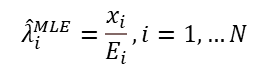 λ̂ᵢᴹᴸᴱ = xᵢ / Eᵢ , i = 1, … N